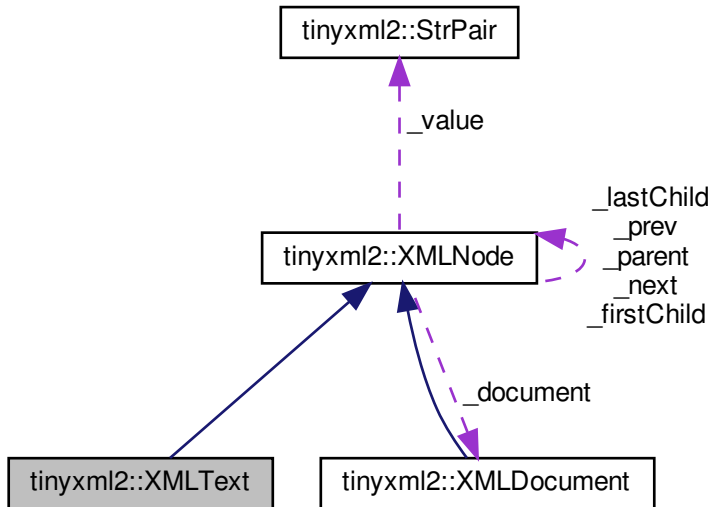 tinyxml2::StrPair
_value
_lastChild
_prev
tinyxml2::XMLNode
_parent
_next
_firstChild
_document
tinyxml2::XMLText
tinyxml2::XMLDocument